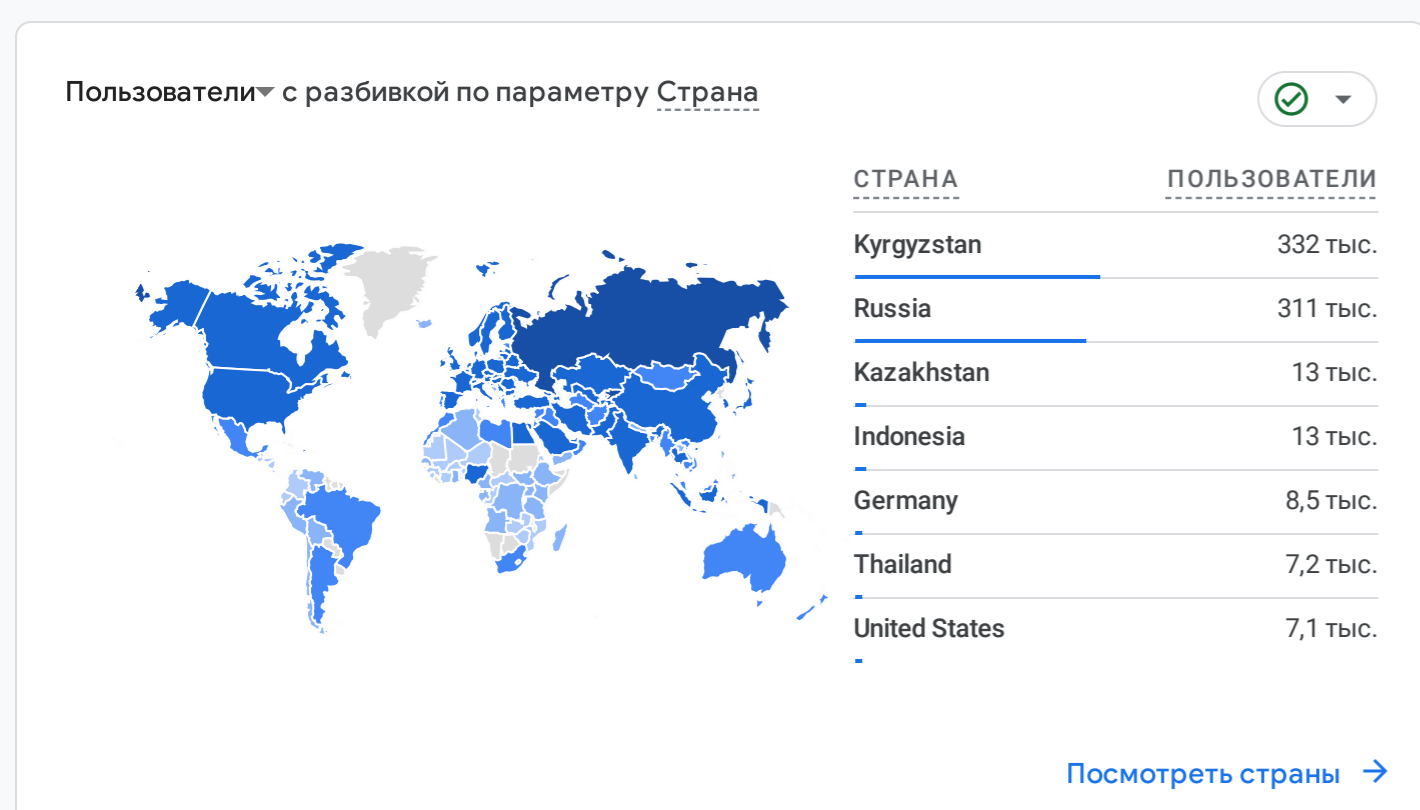 Пользователи с разбивкой по параметру Страна
СТРАНА ПОЛЬЗОВАТЕЛИ
Kyrgyzstan 332 тыс.
Russia 311 тыс.
Kazakhstan 13 тыс.
Indonesia 13 тыс.
Germany 8,5 тыс.
Thailand 7,2 тыс.
United States 7,1 тыс.
Посмотреть страны